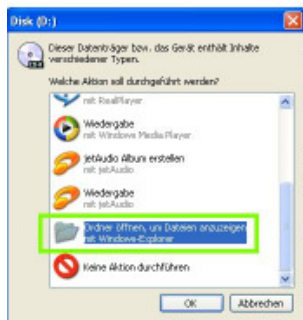 Disk (D:)
Dieser Datenträger bzw. das Gerät enthält Inhalte
verschiedener Typen.
Welche Aktion soll durchgeführt werden?
mit RealPlayer
Wiedergabe
mit Windows Media Player
jetAudio Album erstellen
mit jetAudio
Wiedergabe
mit jetAudio
Ordner öffnen, um Dateien anzuzeigen
mit Windows-Explorer
Keine Aktion durchführen
OK
Abbrechen